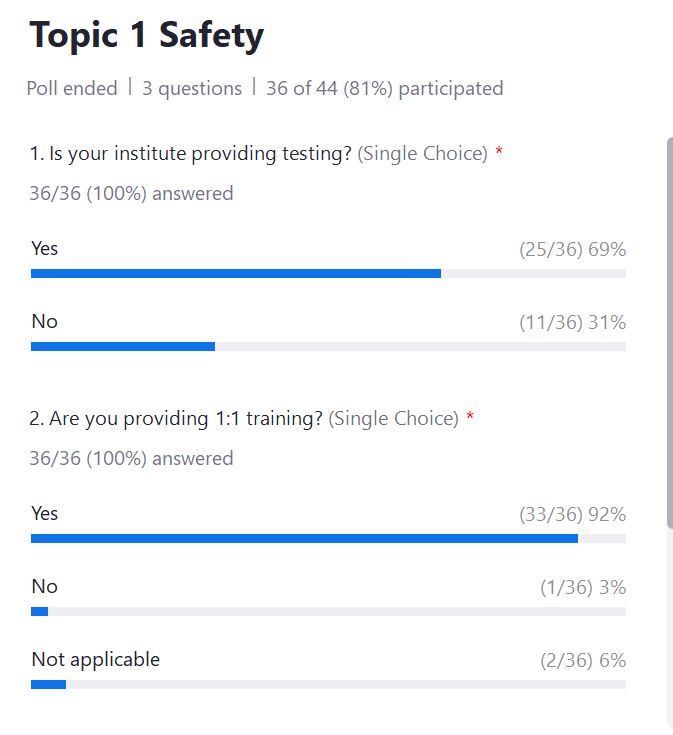 Topic 1 Safety
Poll ended | 3 questions | 36 of 44 (81%) participated
1. Is your institute providing testing? (Single Choice) *
36/36 (100%) answered
Yes (25/36) 69%
No (11/36) 31%
2. Are you providing 1:1 training? (Single Choice) *
36/36 (100%) answered
Yes (33/36) 92%
No (1/36) 3%
Not applicable (2/36) 6%